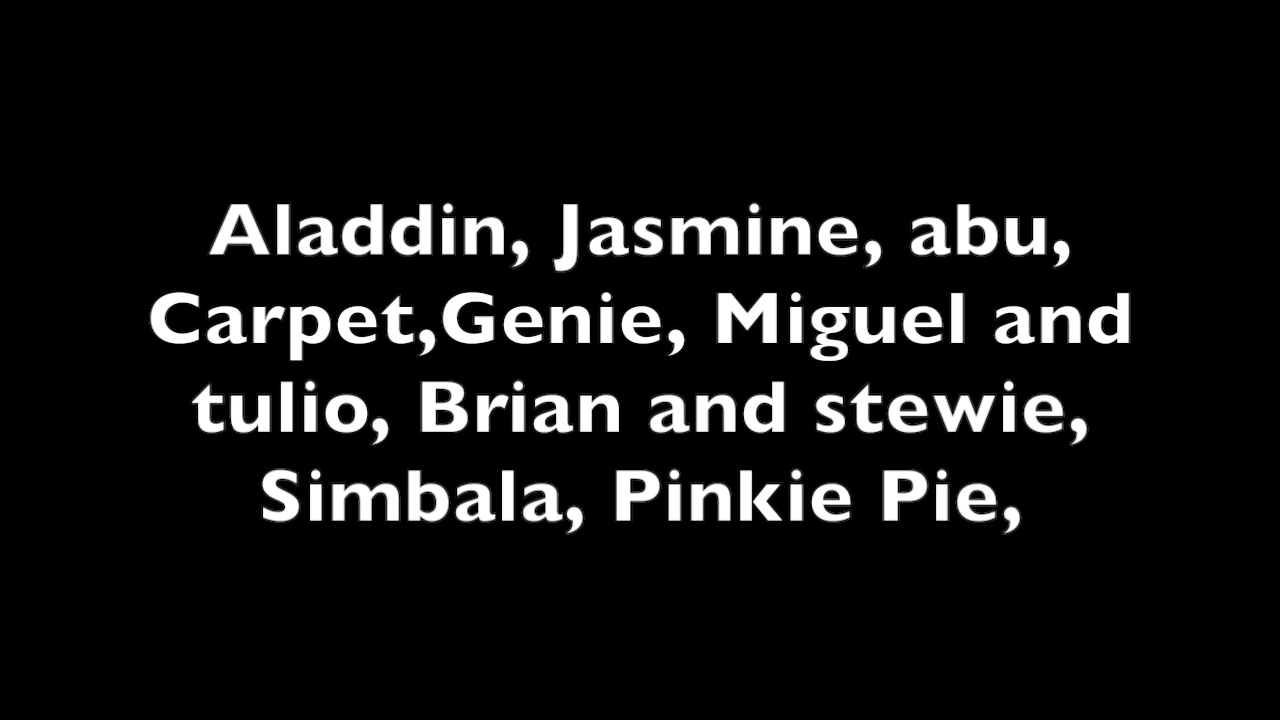 Aladdin, Jasmine, abu,
Carpet,Genie, Miguel and
tulio, Brian and stewie,
Simbala, Pinkie Pie,